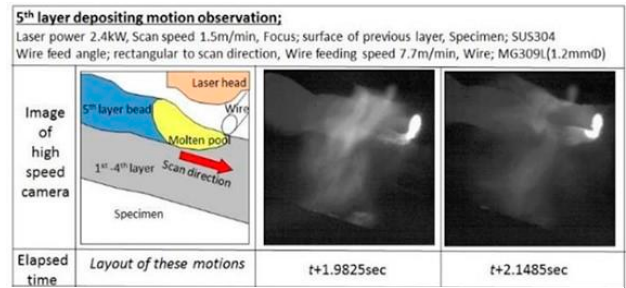 5th layer depositing motion observation;
Laser power 2.4kW, Scan speed 1.5m/min, Focus; surface of previous layer, Specimen; SUS304
Wire feed angle; rectangular to scan direction, Wire feeding speed 7.7m/min, Wire; MG309L(1.2mmΦ)
Image
of
high
speed
camera
Laser head
5th layer bead
Wire
Molten pool
1st -4th layer
Scan direction
Specimen
Elapsed
time
Layout of these motions
t+1.9825sec
t+2.1485sec